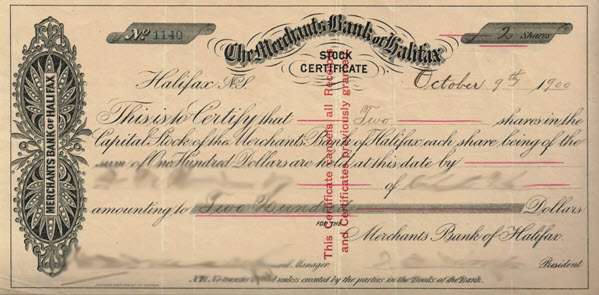 No 1140
The Merchants Bank of Halifax
2 Shares
STOCK
CERTIFICATE
Halifax N.S. October 9th 1900
This is to Certify that Two shares in the
Capital Stock of the Merchants Bank of Halifax each share being of the
sum of One Hundred Dollars are held at this date by
of
amounting to Two Hundred Dollars
FOR THE
Merchants Bank of Halifax.
Manager President
N.B. No transfer unless executed by the parties in the Books of the Bank.
MERCHANTS BANK OF HALIFAX
This Certificate cancels all Receipts
and Certificates previously granted